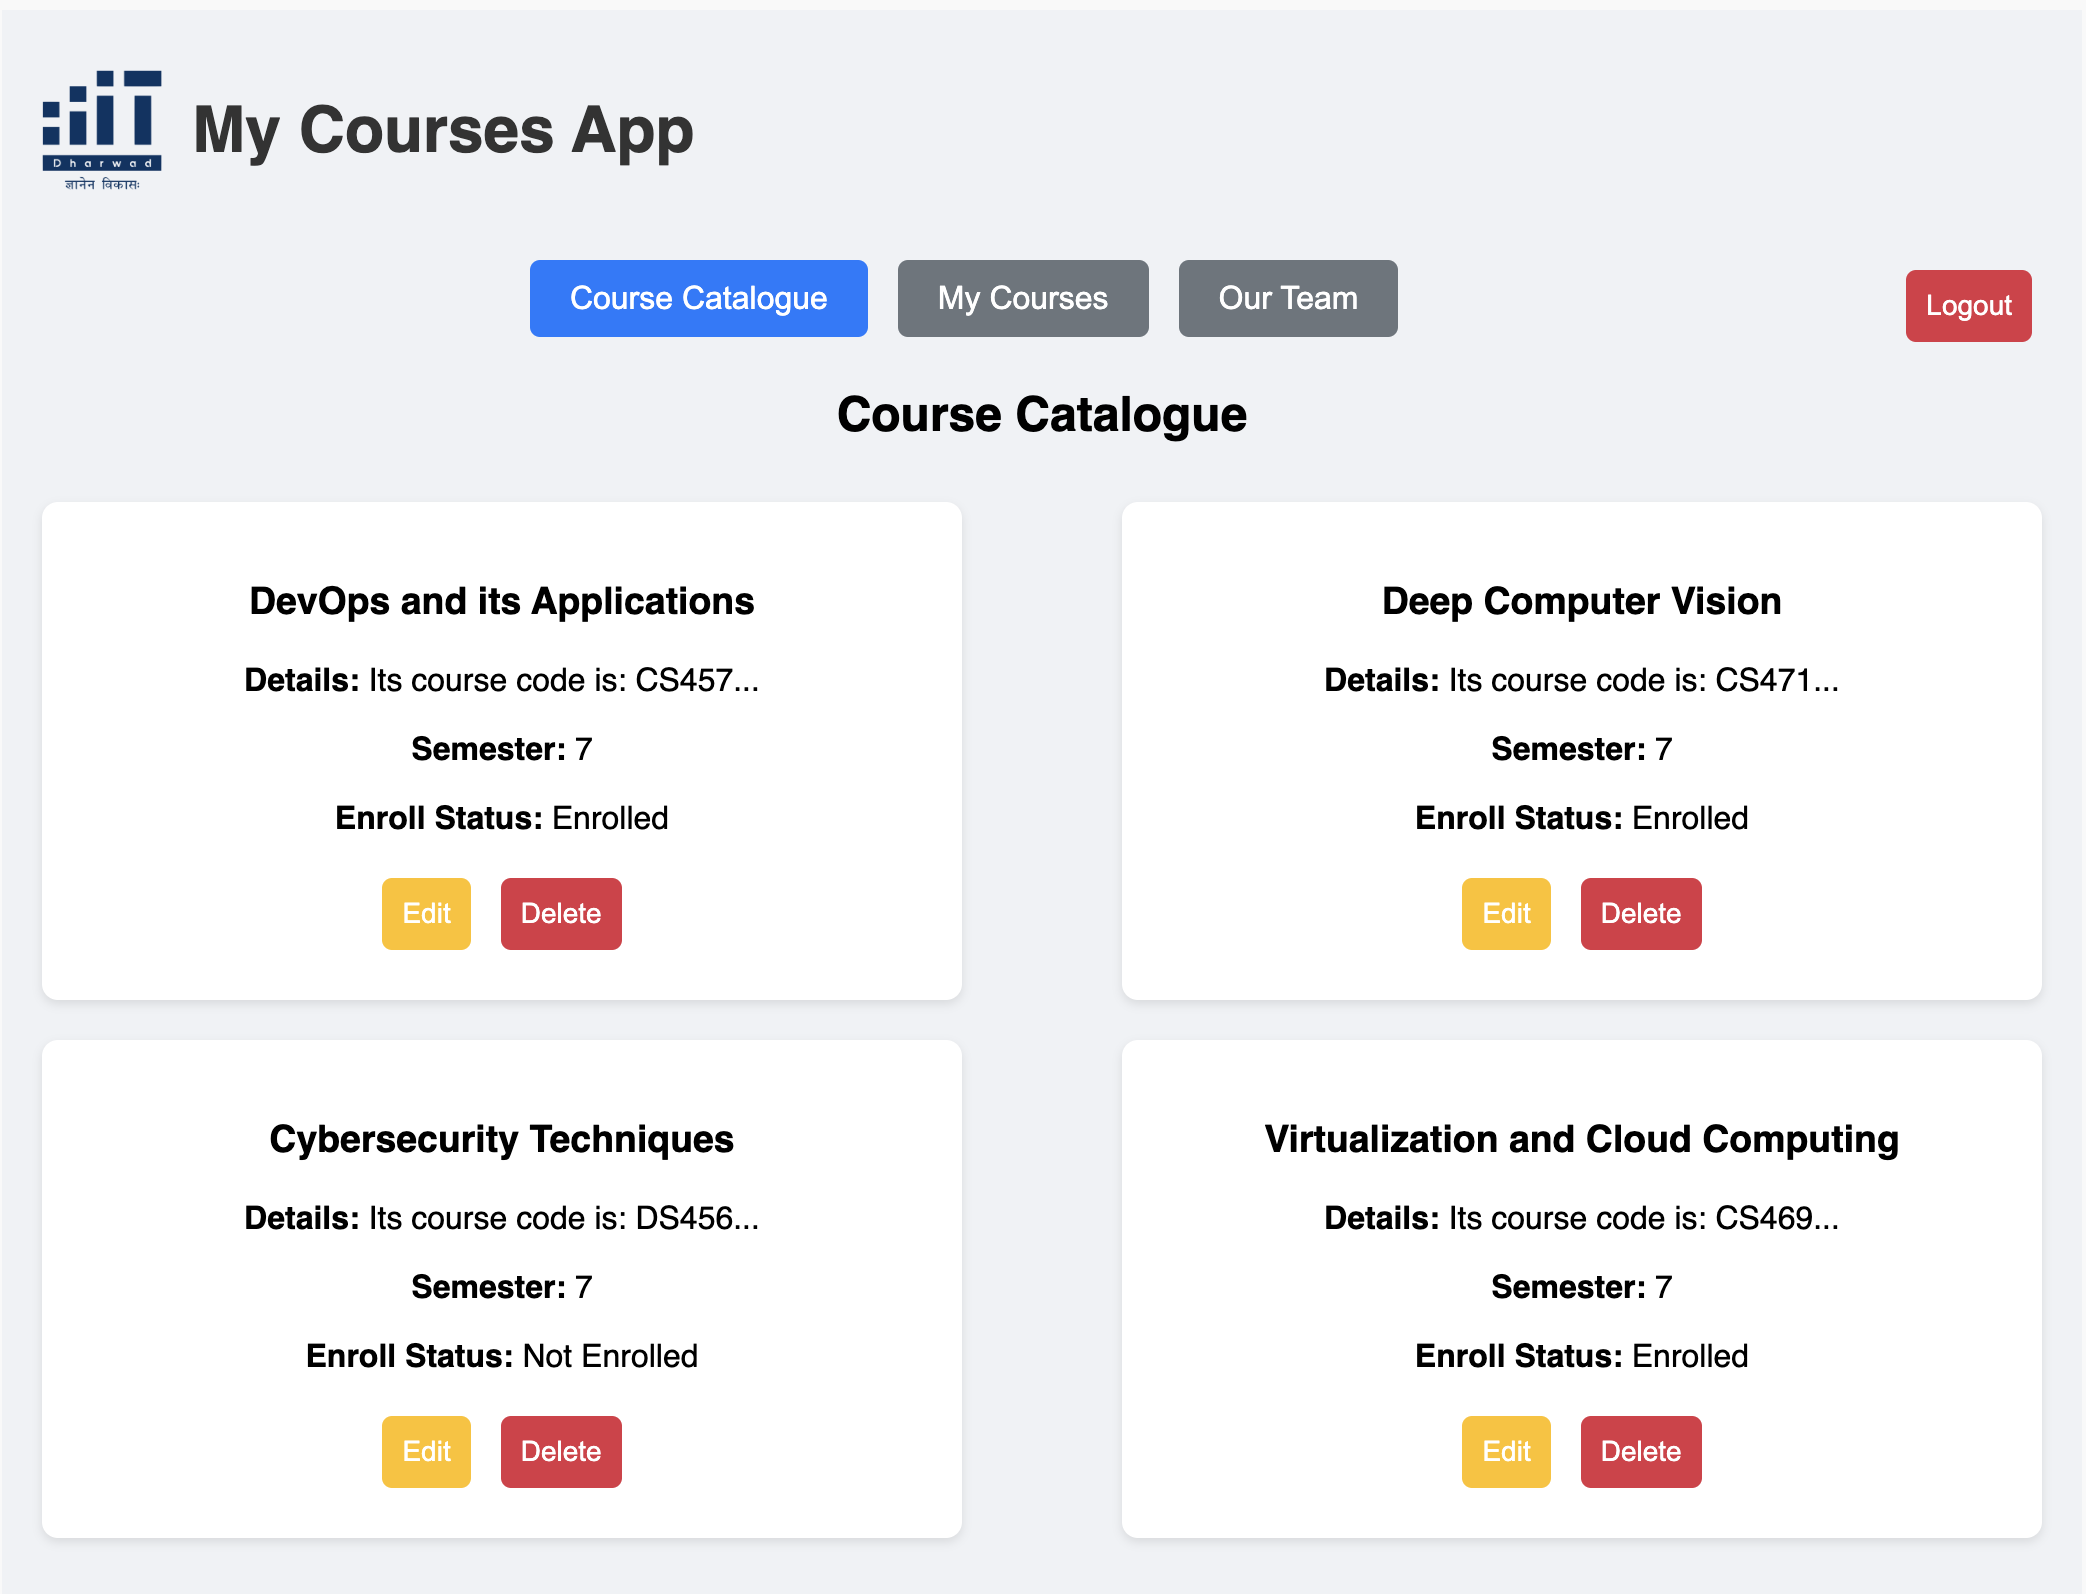 iiiT
Dharwad
ज्ञानेन विकासः
My Courses App
Course Catalogue My Courses Our Team Logout
Course Catalogue
DevOps and its Applications
Details: Its course code is: CS457...
Semester: 7
Enroll Status: Enrolled
Edit Delete
Deep Computer Vision
Details: Its course code is: CS471...
Semester: 7
Enroll Status: Enrolled
Edit Delete
Cybersecurity Techniques
Details: Its course code is: DS456...
Semester: 7
Enroll Status: Not Enrolled
Edit Delete
Virtualization and Cloud Computing
Details: Its course code is: CS469...
Semester: 7
Enroll Status: Enrolled
Edit Delete